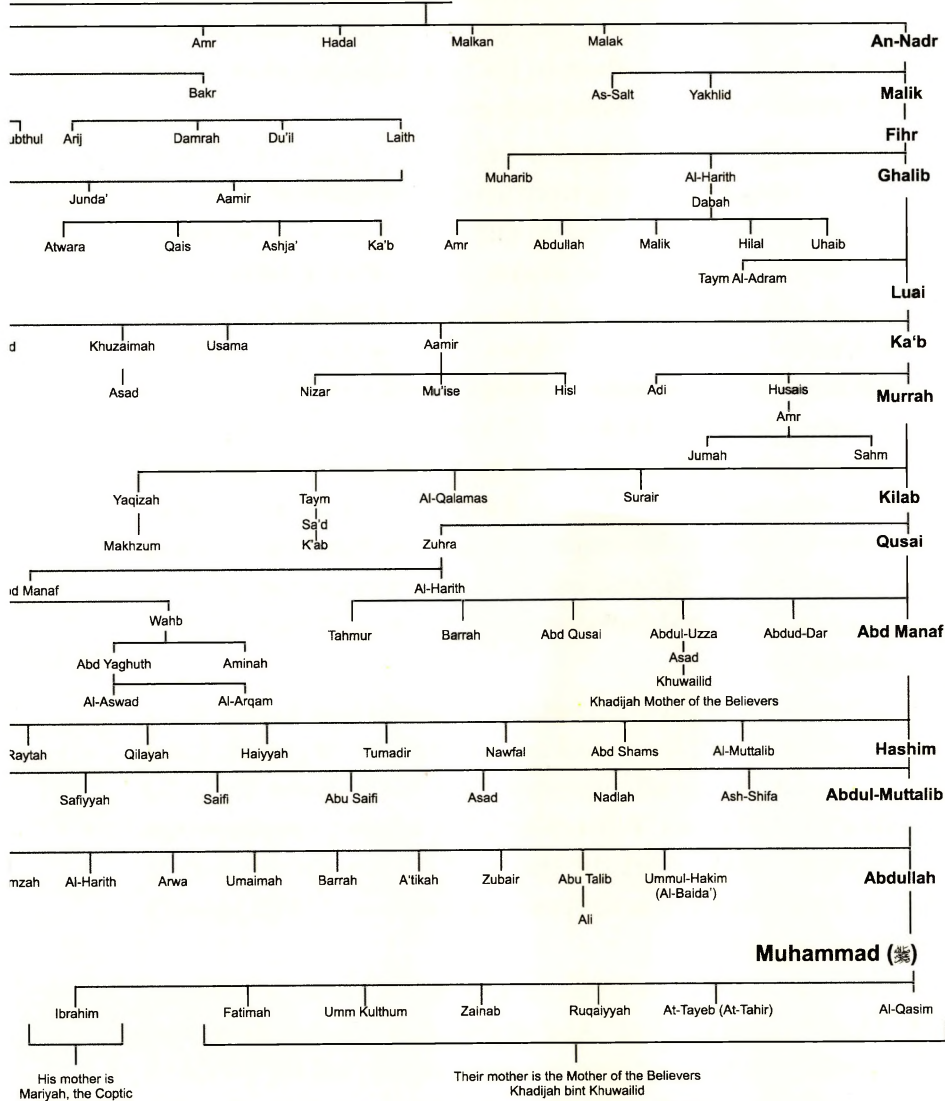 Amr Hadal Malkan Malak An-Nadr
Bakr As-Salt Yakhlid Malik
ubthul Arij Damrah Du'il Laith Fihr
Muharib Al-Harith Ghalib
Junda' Aamir Dabah
Atwara Qais Ashja' Ka'b Amr Abdullah Malik Hilal Uhaib
Taym Al-Adram
Luai
d Khuzaimah Usama Aamir Ka'b
Asad Nizar Mu'ise Hisl Adi Husais Murrah
Amr
Jumah Sahm
Yaqizah Taym Al-Qalamas Surair Kilab
Sa'd
Makhzum K'ab Zuhra Qusai
d Manaf Al-Harith
Wahb Tahmur Barrah Abd Qusai Abdul-Uzza Abdud-Dar Abd Manaf
Abd Yaghuth Aminah Asad
Khuwailid
Al-Aswad Al-Arqam Khadijah Mother of the Believers
Raytah Qilayah Haiyyah Tumadir Nawfal Abd Shams Al-Muttalib Hashim
Safiyyah Saifi Abu Saifi Asad Nadlah Ash-Shifa Abdul-Muttalib
mzah Al-Harith Arwa Umaimah Barrah A'tikah Zubair Abu Talib Ummul-Hakim Abdullah
(Al-Baida')
Ali
Muhammad (ﷺ)
Ibrahim Fatimah Umm Kulthum Zainab Ruqaiyyah At-Tayeb (At-Tahir) Al-Qasim
His mother is
Mariyah, the Coptic
Their mother is the Mother of the Believers
Khadijah bint Khuwailid